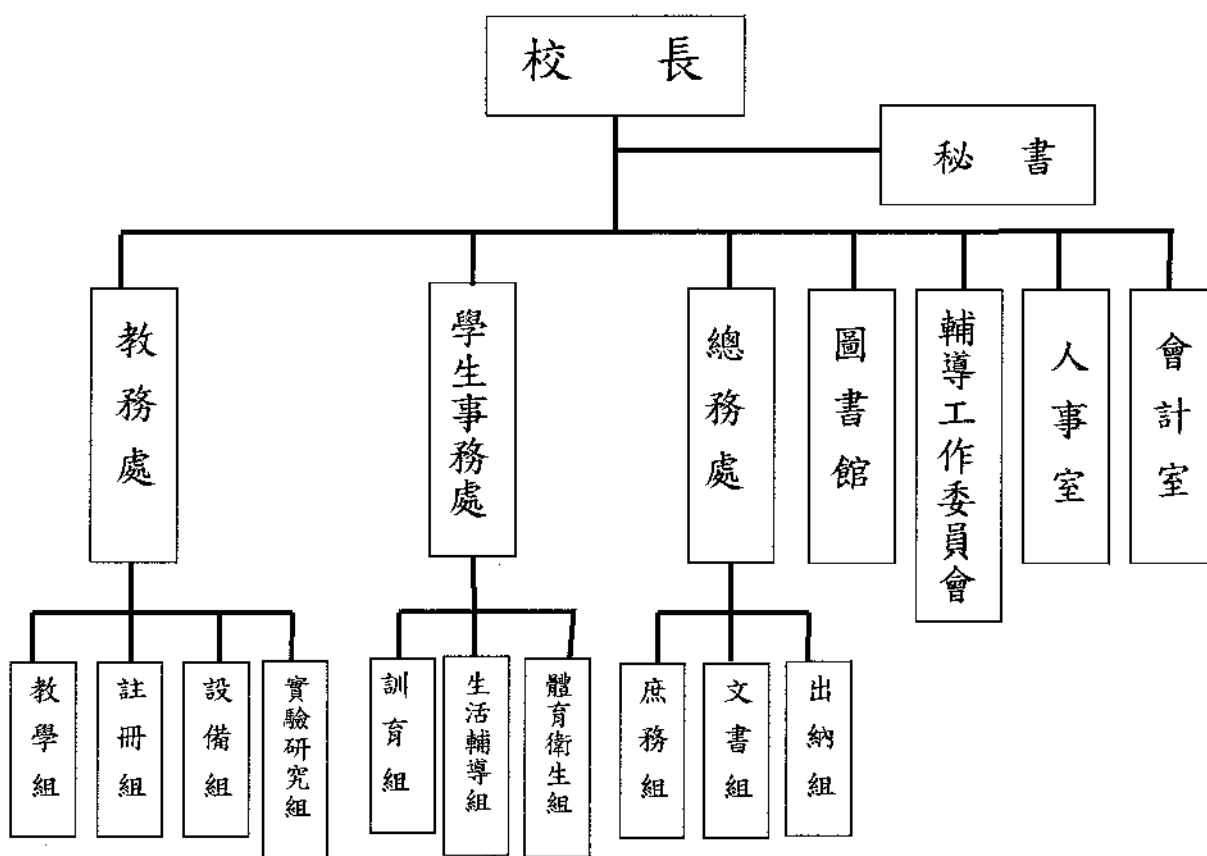 校長
秘書
教務處
學生事務處
總務處
圖書館
輔導工作委員會
人事室
會計室
教學組
註冊組
設備組
實驗研究組
訓育組
生活輔導組
體育衛生組
庶務組
文書組
出納組